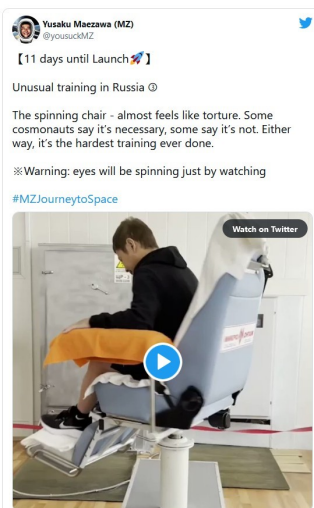 Yusaku Maezawa (MZ)
@yousuckMZ
【11 days until Launch🚀】
Unusual training in Russia ③
The spinning chair - almost feels like torture. Some
cosmonauts say it's necessary, some say it's not. Either
way, it's the hardest training ever done.
※Warning: eyes will be spinning just by watching
#MZJourneytoSpace
Watch on Twitter